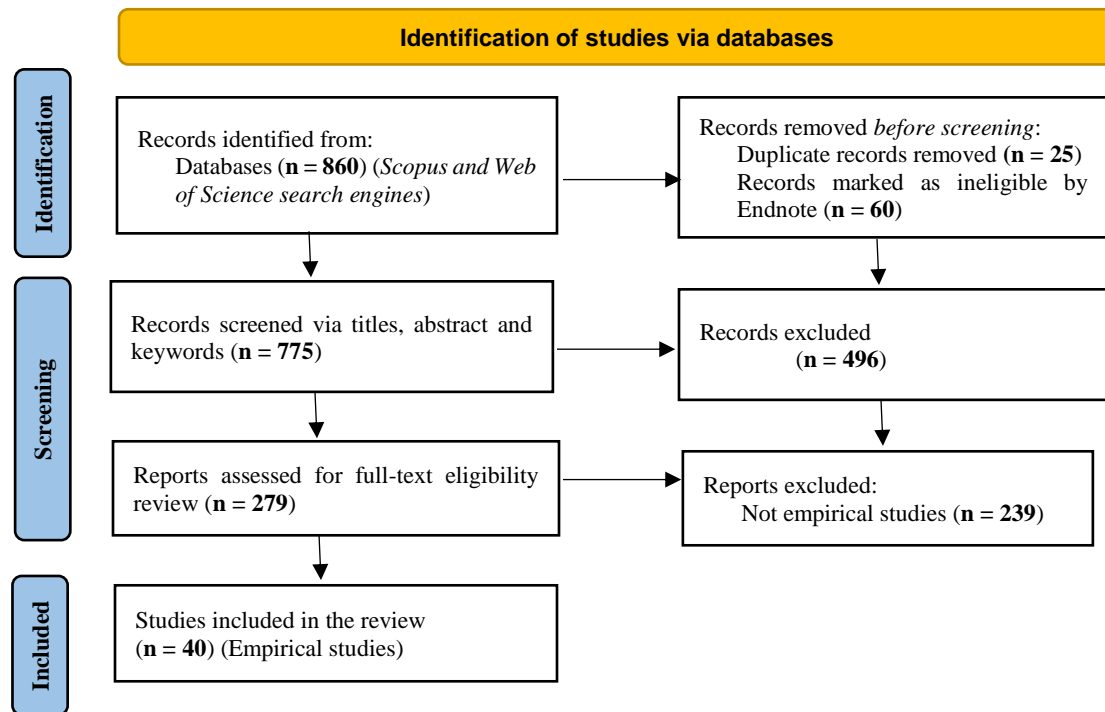 Identification of studies via databases
Identification
Records identified from:
Databases (n = 860) (Scopus and Web
of Science search engines)
Records removed before screening:
Duplicate records removed (n = 25)
Records marked as ineligible by
Endnote (n = 60)
Screening
Records screened via titles, abstract and
keywords (n = 775)
Records excluded
(n = 496)
Reports assessed for full-text eligibility
review (n = 279)
Reports excluded:
Not empirical studies (n = 239)
Included
Studies included in the review
(n = 40) (Empirical studies)